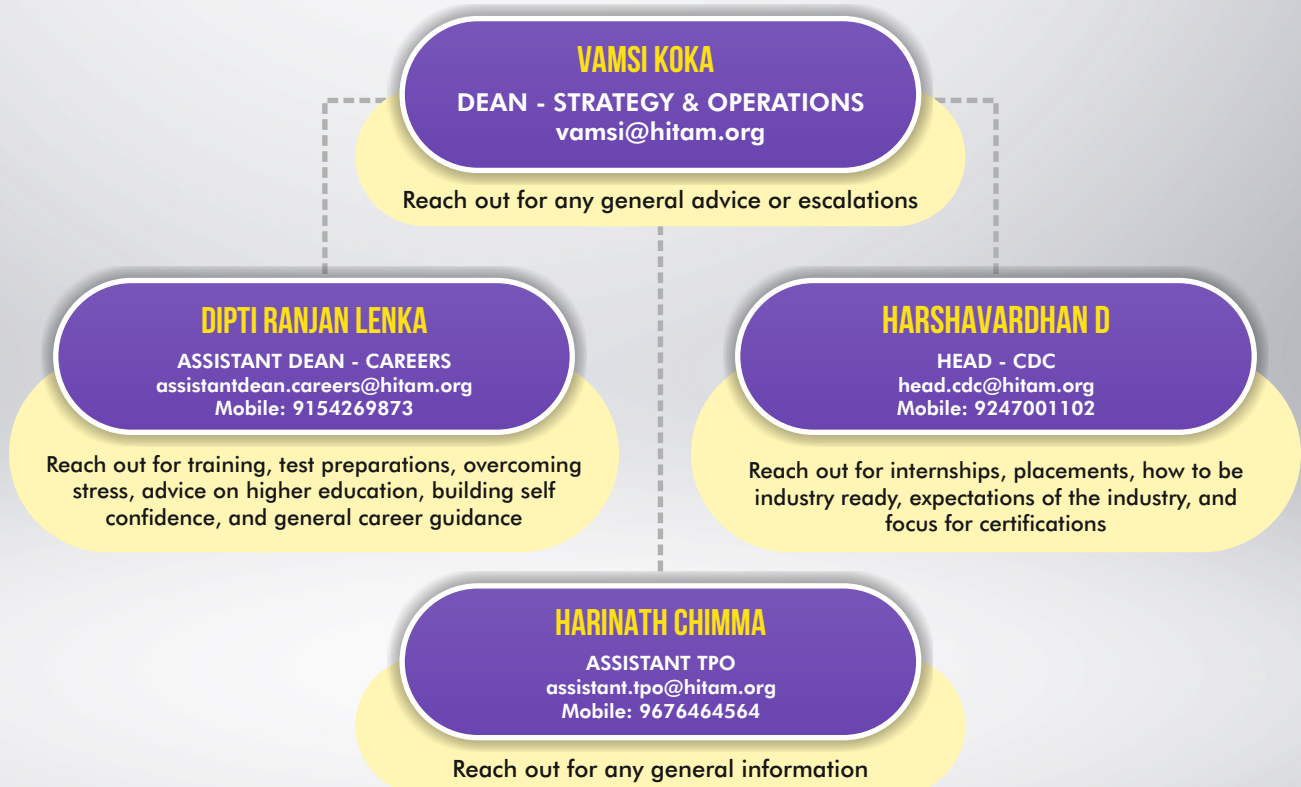 VAMSI KOKA
DEAN - STRATEGY & OPERATIONS
vamsi@hitam.org
Reach out for any general advice or escalations
DIPTI RANJAN LENKA
ASSISTANT DEAN - CAREERS
assistantdean.careers@hitam.org
Mobile: 9154269873
Reach out for training, test preparations, overcoming
stress, advice on higher education, building self
confidence, and general career guidance
HARSHAVARDHAN D
HEAD - CDC
head.cdc@hitam.org
Mobile: 9247001102
Reach out for internships, placements, how to be
industry ready, expectations of the industry, and
focus for certifications
HARINATH CHIMMA
ASSISTANT TPO
assistant.tpo@hitam.org
Mobile: 9676464564
Reach out for any general information